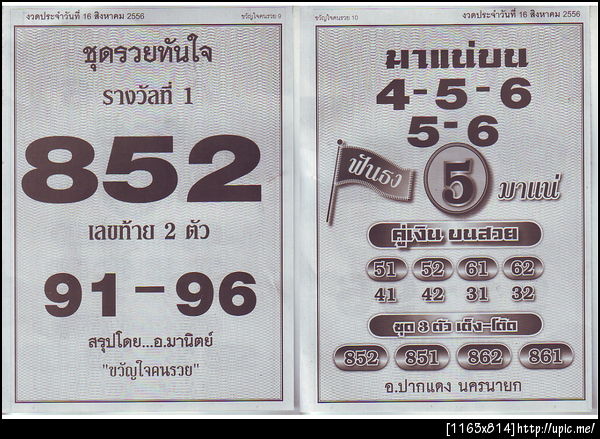 งวดประจำวันที่ 16 สิงหาคม 2556
ขวัญใจคนรวย 9
ชุดรวยทันใจ
รางวัลที่ 1
852
เลขท้าย 2 ตัว
91-96
สรุปโดย...อ.มานิตย์
"ขวัญใจคนรวย"
ขวัญใจคนรวย 10
งวดประจำวันที่ 16 สิงหาคม 2556
มาแน่บน
4-5-6
5-6
ฟันธง 5 มาแน่
คู่เงิน บนสวย
51 52 61 62
41 42 31 32
ชุด 3 ตัว เต็ง-โต๊ด
852 851 862 861
อ.ปากแดง นครนายก
[1163x814]http://upic.me/